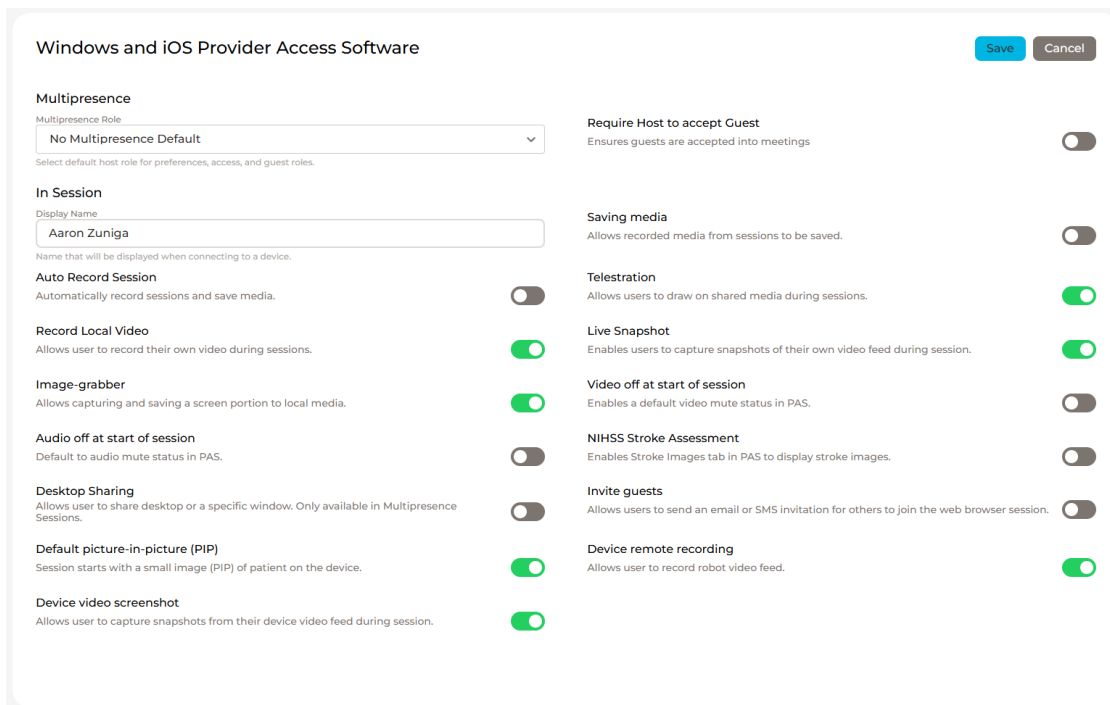 Windows and iOS Provider Access Software
Save
Cancel
Multipresence
Multipresence Role
No Multipresence Default
Select default host role for preferences, access, and guest roles.
Require Host to accept Guest
Ensures guests are accepted into meetings
In Session
Display Name
Aaron Zuniga
Name that will be displayed when connecting to a device.
Saving media
Allows recorded media from sessions to be saved.
Auto Record Session
Automatically record sessions and save media.
Telestration
Allows users to draw on shared media during sessions.
Record Local Video
Allows user to record their own video during sessions.
Live Snapshot
Enables users to capture snapshots of their own video feed during session.
Image-grabber
Allows capturing and saving a screen portion to local media.
Video off at start of session
Enables a default video mute status in PAS.
Audio off at start of session
Default to audio mute status in PAS.
NIHSS Stroke Assessment
Enables Stroke Images tab in PAS to display stroke images.
Desktop Sharing
Allows user to share desktop or a specific window. Only available in Multipresence
Sessions.
Invite guests
Allows users to send an email or SMS invitation for others to join the web browser session.
Default picture-in-picture (PIP)
Session starts with a small image (PIP) of patient on the device.
Device remote recording
Allows user to record robot video feed.
Device video screenshot
Allows user to capture snapshots from their device video feed during session.